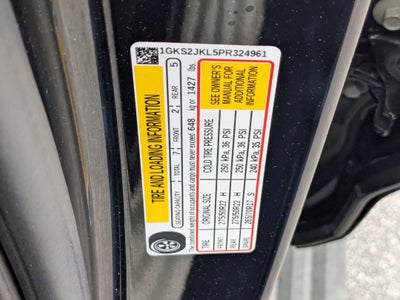 1GKS2JKL5PR324961
TIRE AND LOADING INFORMATION
SEATING CAPACITY TOTAL 7 FRONT 2 REAR 5
The combined weight of occupants and cargo must never exceed 648 kg or 1427 lbs.
TIRE ORIGINAL SIZE COLD TIRE PRESSURE
SEE OWNER'S MANUAL FOR ADDITIONAL INFORMATION
FRONT 275/50R22 H 250 kPa, 36 PSI
REAR 275/50R22 H 250 kPa, 36 PSI
SPARE 265/70R17 S 240 kPa, 35 PSI